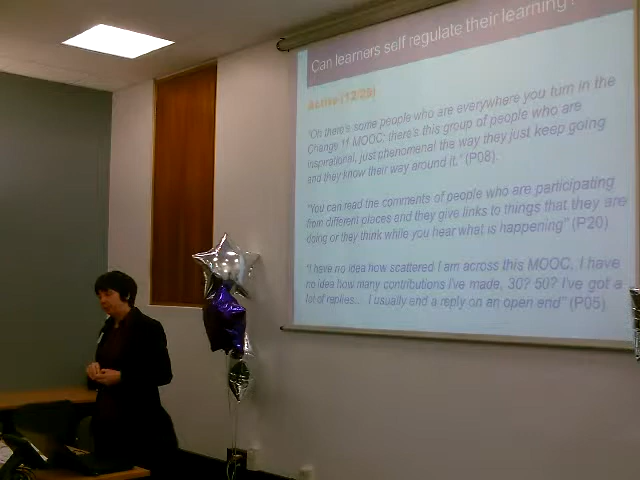 Can learners self regulate their learning?
Active (12/29)
"Oh there's some people who are everywhere you turn in the
Change 11 MOOC; there's this group of people who are
inspirational, just phenomenal the way they just keep going
and they know their way around it." (P08).
"You can read the comments of people who are participating
from different places and they give links to things that they are
doing or they think while you hear what is happening" (P20)
"I have no idea how scattered I am across this MOOC. I have
no idea how many contributions I've made, 30? 50? I've got a
lot of replies... I usually end a reply on an open end" (P05)